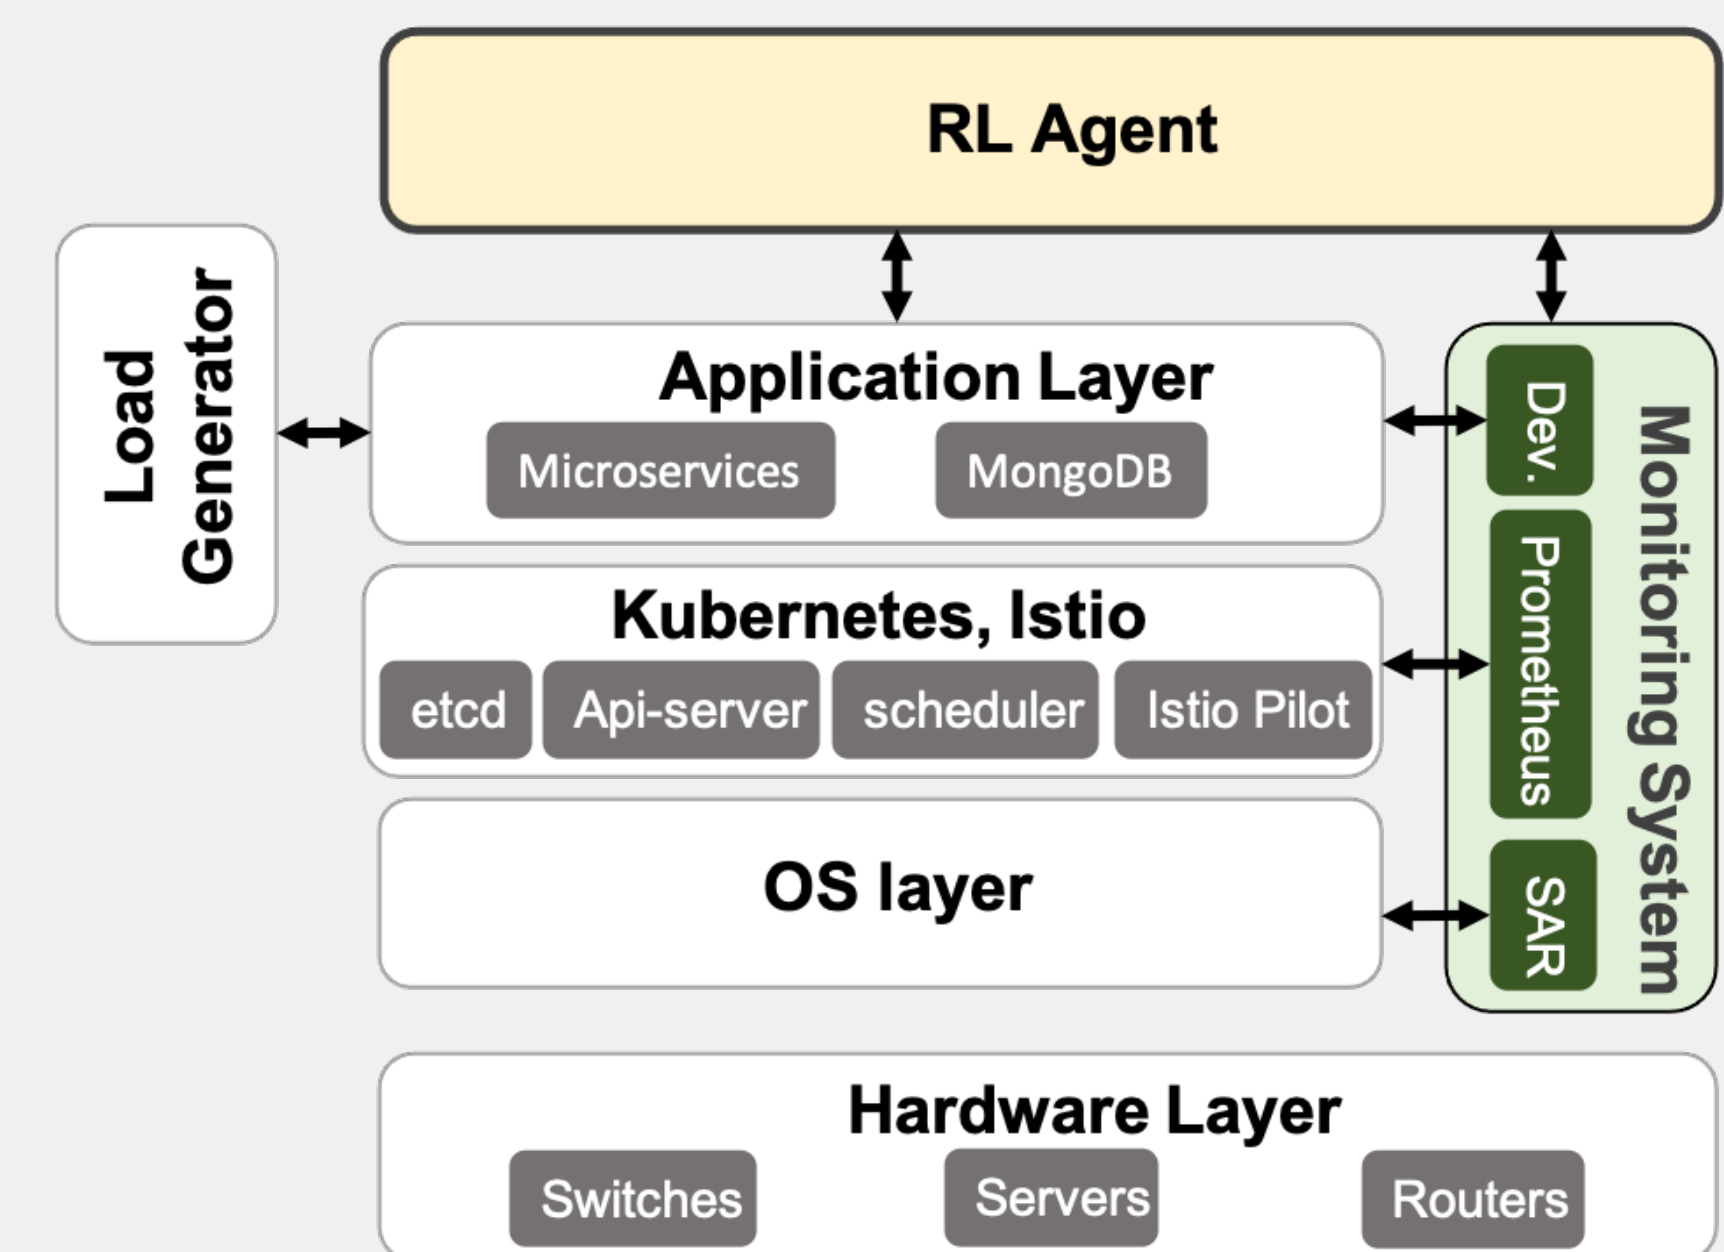 RL Agent
Load
Generator
Application Layer
Microservices
MongoDB
Kubernetes, Istio
etcd
Api-server
scheduler
Istio Pilot
OS layer
Dev.
Prometheus
SAR
Monitoring System
Hardware Layer
Switches
Servers
Routers